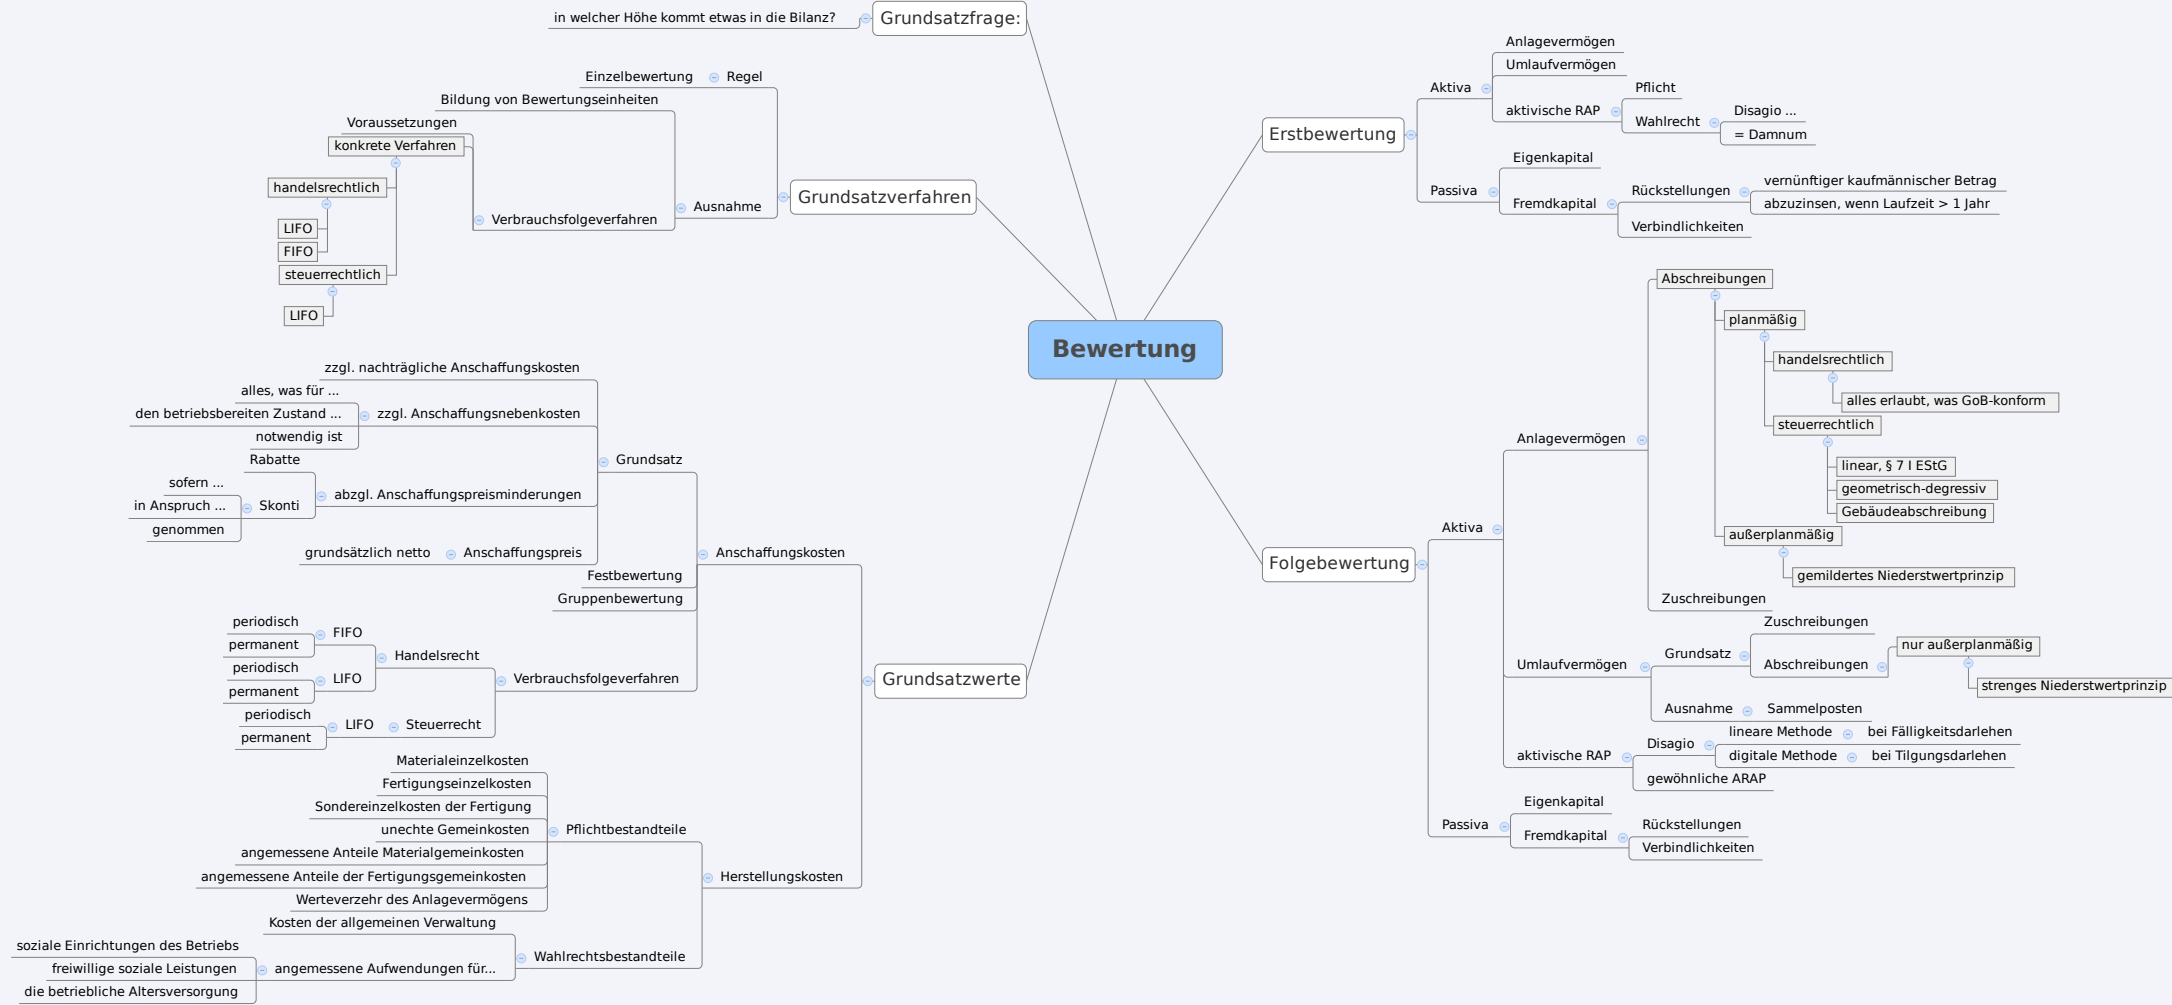 Bewertung
Grundsatzfrage:
in welcher Höhe kommt etwas in die Bilanz?
Grundsatzverfahren
Regel
Einzelbewertung
Ausnahme
Bildung von Bewertungseinheiten
Verbrauchsfolgeverfahren
Voraussetzungen
konkrete Verfahren
handelsrechtlich
LIFO
FIFO
steuerrechtlich
LIFO
Grundsatzwerte
Anschaffungskosten
Grundsatz
zzgl. nachträgliche Anschaffungskosten
zzgl. Anschaffungsnebenkosten
alles, was für ...
den betriebsbereiten Zustand ...
notwendig ist
abzgl. Anschaffungspreisminderungen
Rabatte
Skonti
sofern ...
in Anspruch ...
genommen
Anschaffungspreis
grundsätzlich netto
Festbewertung
Gruppenbewertung
Verbrauchsfolgeverfahren
Handelsrecht
FIFO
periodisch
permanent
LIFO
periodisch
permanent
Steuerrecht
LIFO
periodisch
permanent
Herstellungskosten
Pflichtbestandteile
Materialeinzelkosten
Fertigungseinzelkosten
Sondereinzelkosten der Fertigung
unechte Gemeinkosten
angemessene Anteile Materialgemeinkosten
angemessene Anteile der Fertigungsgemeinkosten
Werteverzehr des Anlagevermögens
Wahlrechtsbestandteile
Kosten der allgemeinen Verwaltung
angemessene Aufwendungen für...
soziale Einrichtungen des Betriebs
freiwillige soziale Leistungen
die betriebliche Altersversorgung
Erstbewertung
Aktiva
Anlagevermögen
Umlaufvermögen
aktivische RAP
Pflicht
Wahlrecht
Disagio ...
= Damnum
Passiva
Eigenkapital
Fremdkapital
Rückstellungen
vernünftiger kaufmännischer Betrag
abzuzinsen, wenn Laufzeit > 1 Jahr
Verbindlichkeiten
Folgebewertung
Aktiva
Anlagevermögen
Abschreibungen
planmäßig
handelsrechtlich
alles erlaubt, was GoB-konform
steuerrechtlich
linear, § 7 I EStG
geometrisch-degressiv
Gebäudeabschreibung
außerplanmäßig
gemildertes Niederstwertprinzip
Zuschreibungen
Umlaufvermögen
Grundsatz
Zuschreibungen
Abschreibungen
nur außerplanmäßig
strenges Niederstwertprinzip
Ausnahme
Sammelposten
aktivische RAP
Disagio
lineare Methode
bei Fälligkeitsdarlehen
digitale Methode
bei Tilgungsdarlehen
gewöhnliche ARAP
Passiva
Eigenkapital
Fremdkapital
Rückstellungen
Verbindlichkeiten